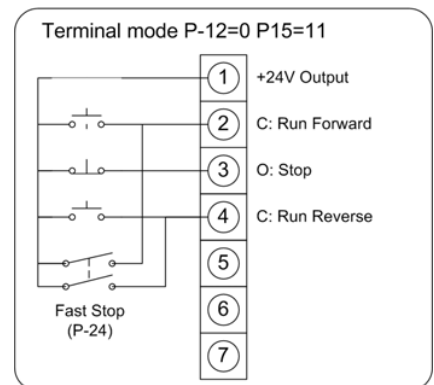 Terminal mode P-12=0 P15=11
1 +24V Output
2 C: Run Forward
3 O: Stop
4 C: Run Reverse
5
6
7
Fast Stop
(P-24)